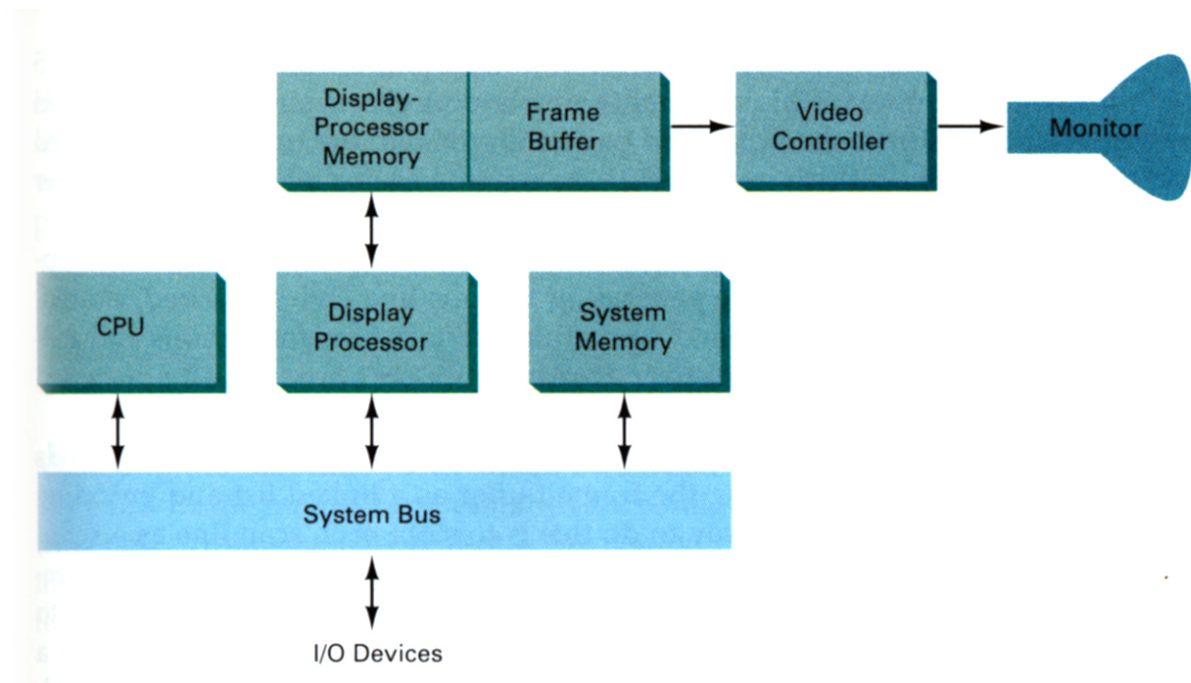 Display-
Processor
Memory
Frame
Buffer
Video
Controller
Monitor
CPU
Display
Processor
System
Memory
System Bus
I/O Devices